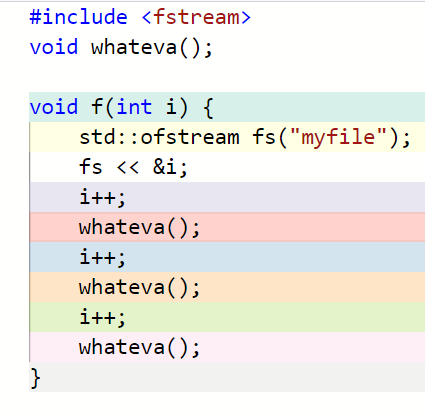 #include <fstream>
void whateva();

void f(int i) {
    std::ofstream fs("myfile");
    fs << &i;
    i++;
    whateva();
    i++;
    whateva();
    i++;
    whateva();
}